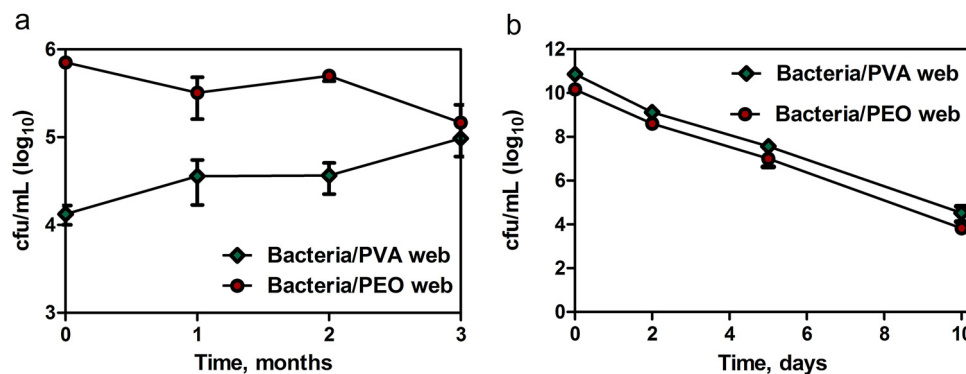 a
6
5
4
3
cfu/mL (log10)
Bacteria/PVA web
Bacteria/PEO web
0 1 2 3
Time, months
b
12
10
8
6
4
2
0
cfu/mL (log10)
Bacteria/PVA web
Bacteria/PEO web
0 2 4 6 8 10
Time, days